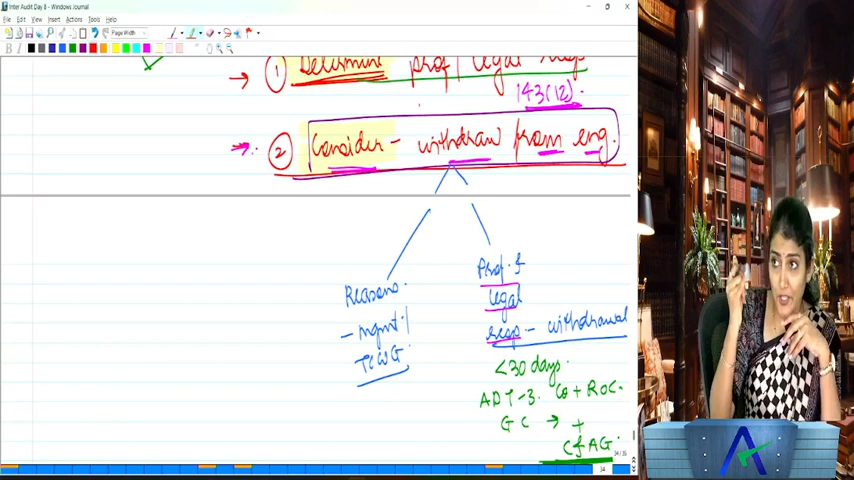 Inter Audit Day 8 - Windows Journal
File Edit View Insert Actions Tools Help
Page Width
B
→ ① Determine prof / legal resp
143(12).
→ ② Consider - withdraw from eng.
Reasons.
- mgmt /
TCWG
Prof. &
legal
resp - withdrawal
<30 days.
ADT-3. Co + ROC.
GC → +
C&AG.
34